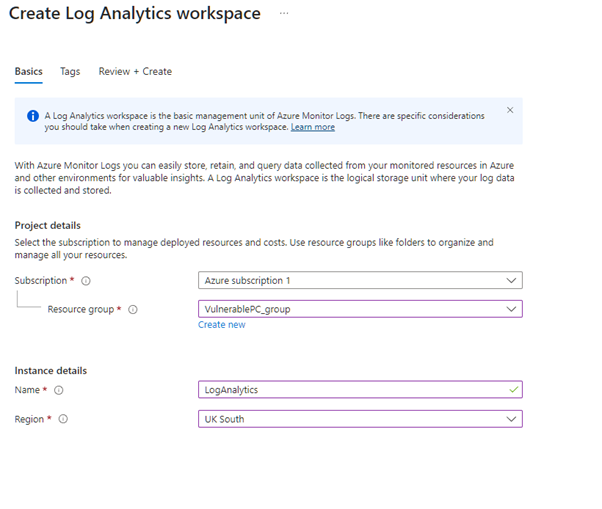 Create Log Analytics workspace ...
Basics Tags Review + Create
A Log Analytics workspace is the basic management unit of Azure Monitor Logs. There are specific considerations
you should take when creating a new Log Analytics workspace. Learn more
With Azure Monitor Logs you can easily store, retain, and query data collected from your monitored resources in Azure
and other environments for valuable insights. A Log Analytics workspace is the logical storage unit where your log data
is collected and stored.
Project details
Select the subscription to manage deployed resources and costs. Use resource groups like folders to organize and
manage all your resources.
Subscription * Azure subscription 1
Resource group * VulnerablePC_group
Create new
Instance details
Name * LogAnalytics
Region * UK South